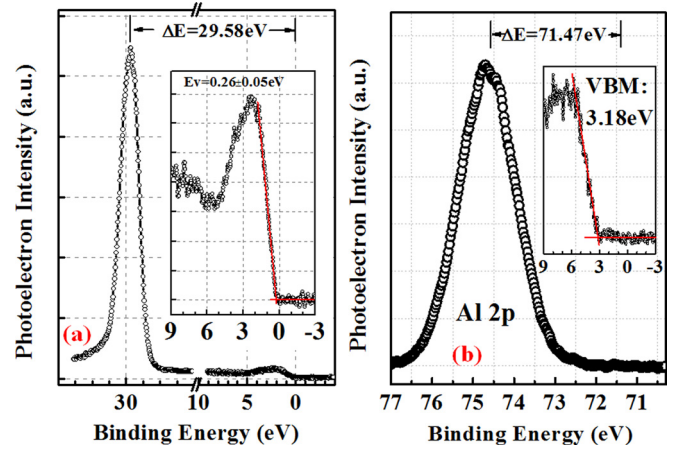 ΔE=29.58eV
Ev=0.26±0.05eV
9 6 3 0 -3
(a)
30 10 0
Binding Energy (eV)
Photoelectron Intensity (a.u.)
ΔE=71.47eV
VBM:
3.18eV
9 6 3 0 -3
Al 2p
(b)
77 76 75 74 73 72 71
Binding Energy (eV)
Photoelectron Intensity (a.u.)